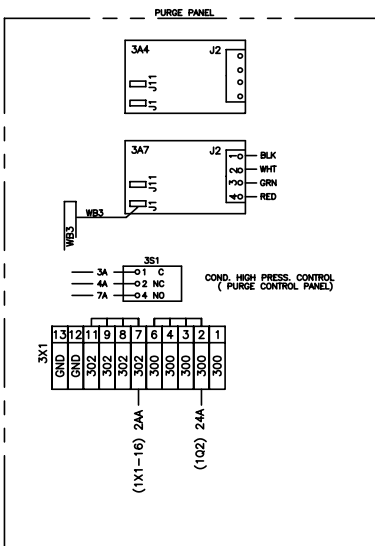 PURGE PANEL
3A4 J2
J11
J1
3A7 J2
1 BLK
2 WHT
3 GRN
4 RED
J11
J1
WB3
WB3
3S1
3A 1 C
4A 2 NC
7A 4 NO
COND. HIGH PRESS. CONTROL
( PURGE CONTROL PANEL)
3X1
13 12 11 9 8 7 6 4 3 2 1
GND GND 302 302 302 302 300 300 300 300 300
(1X1-16) 2AA
(1Q2) 24A